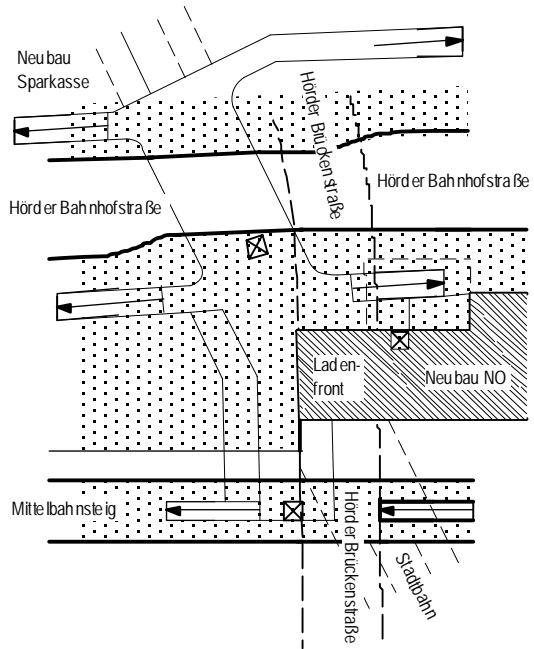 Neubau
Sparkasse
Hörder Brückenstraße
Hörder Bahnhofstraße
Hörder Bahnhofstraße
Laden-
front
Neubau NO
Mittelbahnsteig
Hörder Brückenstraße
Stadtbahn